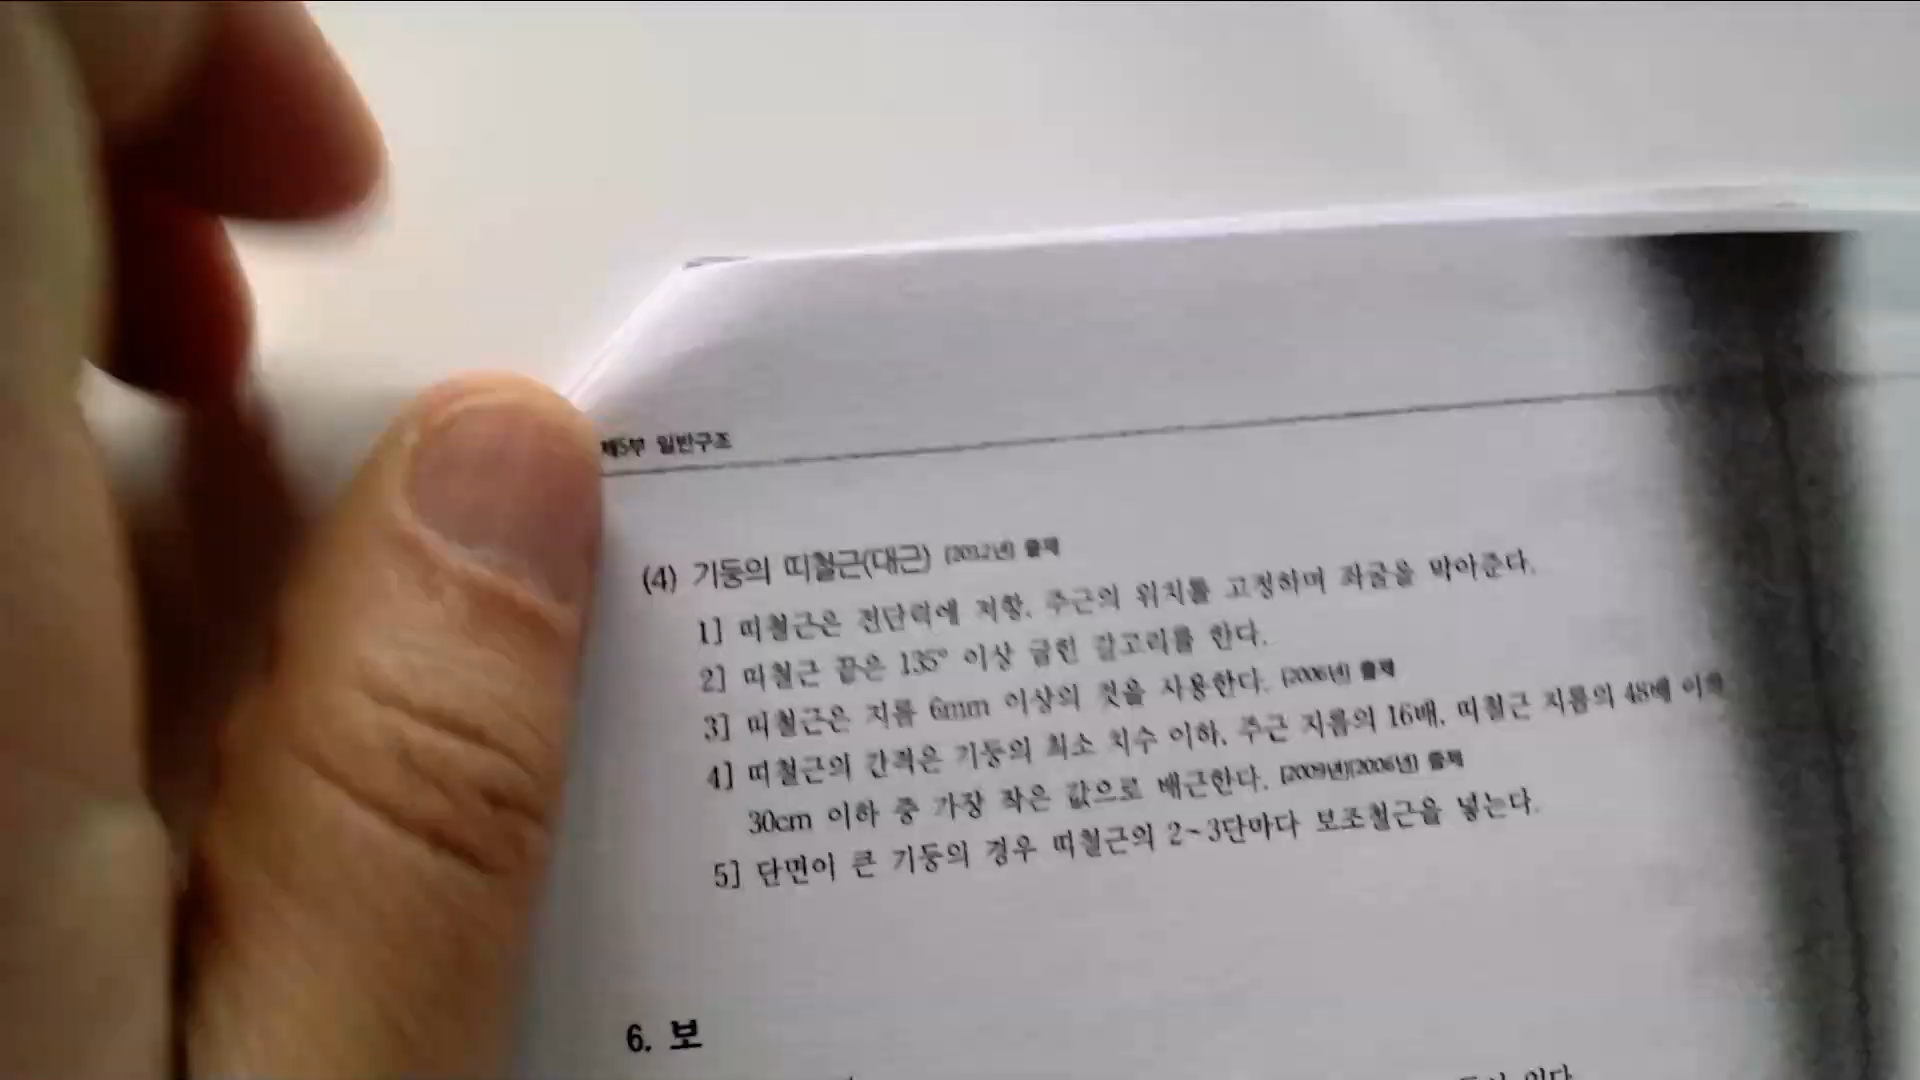 제5부 일반구조
(4) 기둥의 띠철근(대근) [2012년] 출제
1] 띠철근은 전단력에 저항, 주근의 위치를 고정하며 좌굴을 막아준다.
2] 띠철근 끝은 135° 이상 굽힌 갈고리를 한다.
3] 띠철근은 지름 6mm 이상의 것을 사용한다. [2006년] 출제
4] 띠철근의 간격은 기둥의 최소 치수 이하, 주근 지름의 16배, 띠철근 지름의 48배 이하
30cm 이하 중 가장 작은 값으로 배근한다. [2009년][2006년] 출제
5] 단면이 큰 기둥의 경우 띠철근의 2~3단마다 보조철근을 넣는다.
6. 보